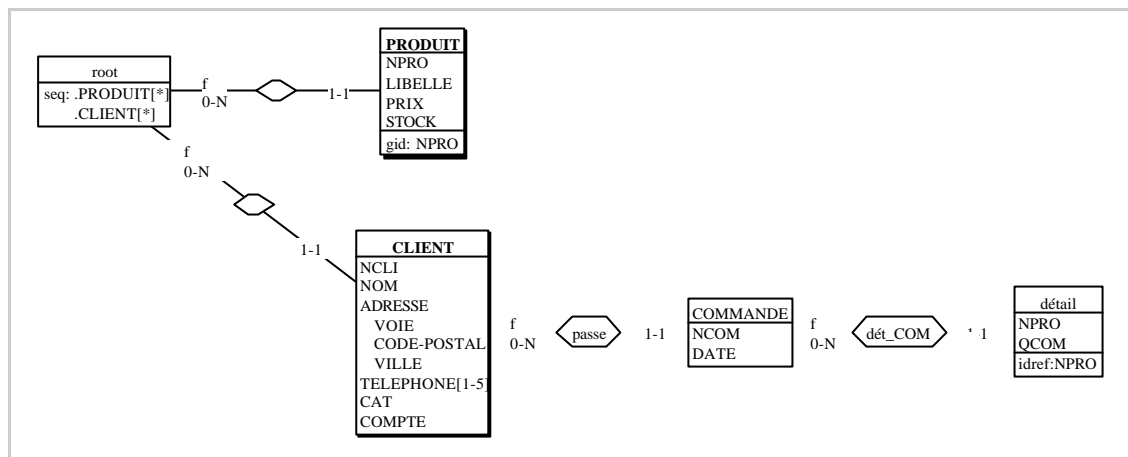 root
seq: .PRODUIT[*]
.CLIENT[*]
f
0-N
1-1
PRODUIT
NPRO
LIBELLE
PRIX
STOCK
gid: NPRO
f
0-N
1-1
CLIENT
NCLI
NOM
ADRESSE
VOIE
CODE-POSTAL
VILLE
TELEPHONE[1-5]
CAT
COMPTE
f
0-N
passe
1-1
COMMANDE
NCOM
DATE
f
0-N
dét_COM
1-1
détail
NPRO
QCOM
idref:NPRO